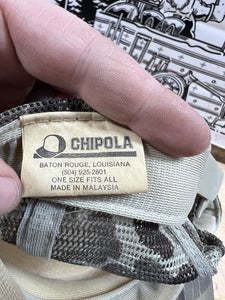 CHIPOLA
BATON ROUGE, LOUISIANA
(504) 925-2801
ONE SIZE FITS ALL
MADE IN MALAYSIA